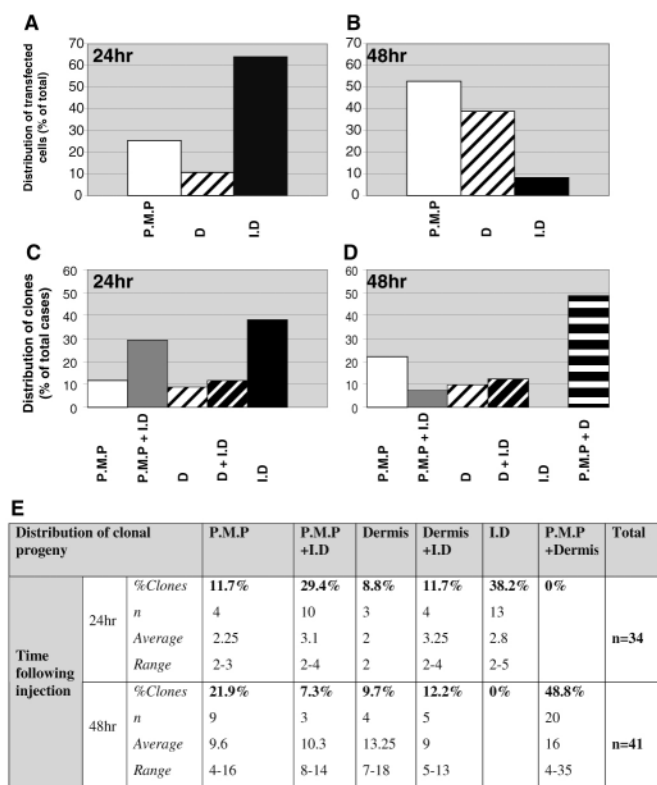 A
B
Distribution of transfected
cells (% of total)
24hr
70
60
50
40
30
20
10
0
P.M.P
D
I.D
48hr
70
60
50
40
30
20
10
0
P.M.P
D
I.D
C
D
Distribution of clones
(% of total cases)
24hr
60
50
40
30
20
10
0
P.M.P
P.M.P + I.D
D
D + I.D
I.D
48hr
60
50
40
30
20
10
0
P.M.P
P.M.P + I.D
D
D + I.D
I.D
P.M.P + D
E
Distribution of clonal progeny P.M.P P.M.P +I.D Dermis Dermis +I.D I.D P.M.P +Dermis Total
Time following injection
24hr
%Clones 11.7% 29.4% 8.8% 11.7% 38.2% 0%
n 4 10 3 4 13
Average 2.25 3.1 2 3.25 2.8 n=34
Range 2-3 2-4 2 2-4 2-5
48hr
%Clones 21.9% 7.3% 9.7% 12.2% 0% 48.8%
n 9 3 4 5 20
Average 9.6 10.3 13.25 9 16 n=41
Range 4-16 8-14 7-18 5-13 4-35